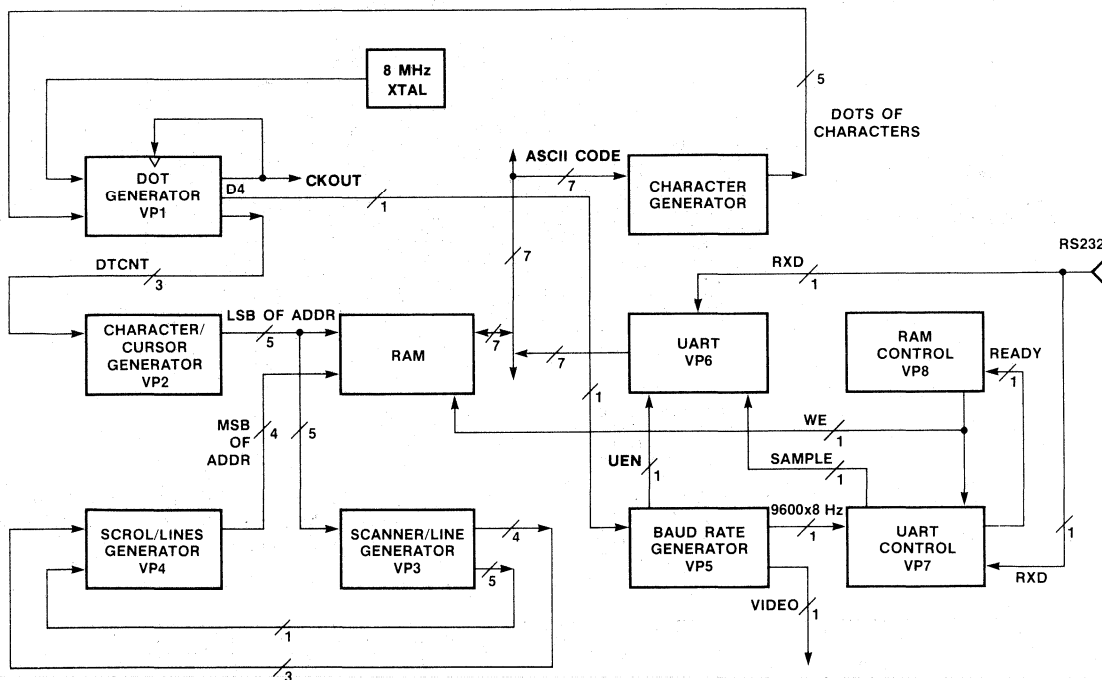 8 MHz
XTAL
5
DOTS OF
CHARACTERS
DOT
GENERATOR
VP1
CKOUT
D4
1
ASCII CODE
7
CHARACTER
GENERATOR
7
RS232
DTCNT
3
RXD
1
CHARACTER/
CURSOR
GENERATOR
VP2
LSB OF ADDR
5
RAM
7
7
UART
VP6
RAM
CONTROL
VP8
READY
1
1
MSB
OF
ADDR
4
5
WE
1
UEN
1
SAMPLE
1
SCROL/LINES
GENERATOR
VP4
SCANNER/LINE
GENERATOR
VP3
4
5
BAUD RATE
GENERATOR
VP5
9600x8 Hz
1
UART
CONTROL
VP7
1
RXD
VIDEO
1
1
3